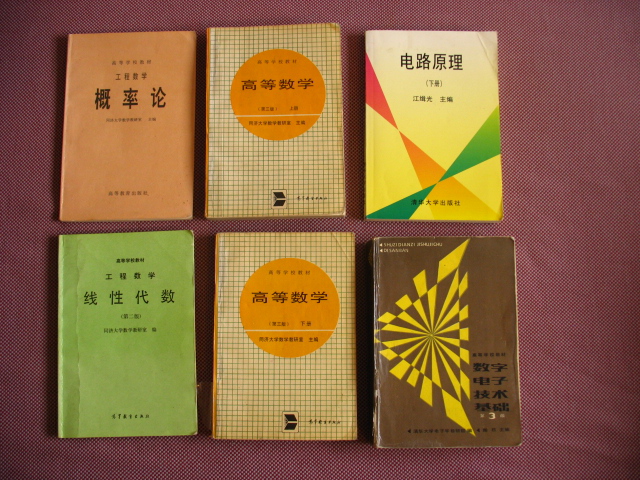 高等学校教材
工程数学
概率论
同济大学数学教研室 主编
高等教育出版社
高等学校教材
高等数学
(第三版) 上册
同济大学数学教研室 主编
高等教育出版社
电路原理
(下册)
江缉光 主编
清华大学出版社
高等学校教材
工程数学
线性代数
(第二版)
同济大学数学教研室 编
高等教育出版社
高等学校教材
高等数学
(第三版) 下册
同济大学数学教研室 主编
高等教育出版社
SHUZI DIANZI JISHU JICHU
DISANBAN
高等学校教材
数字
电子
技术
基础
第3版